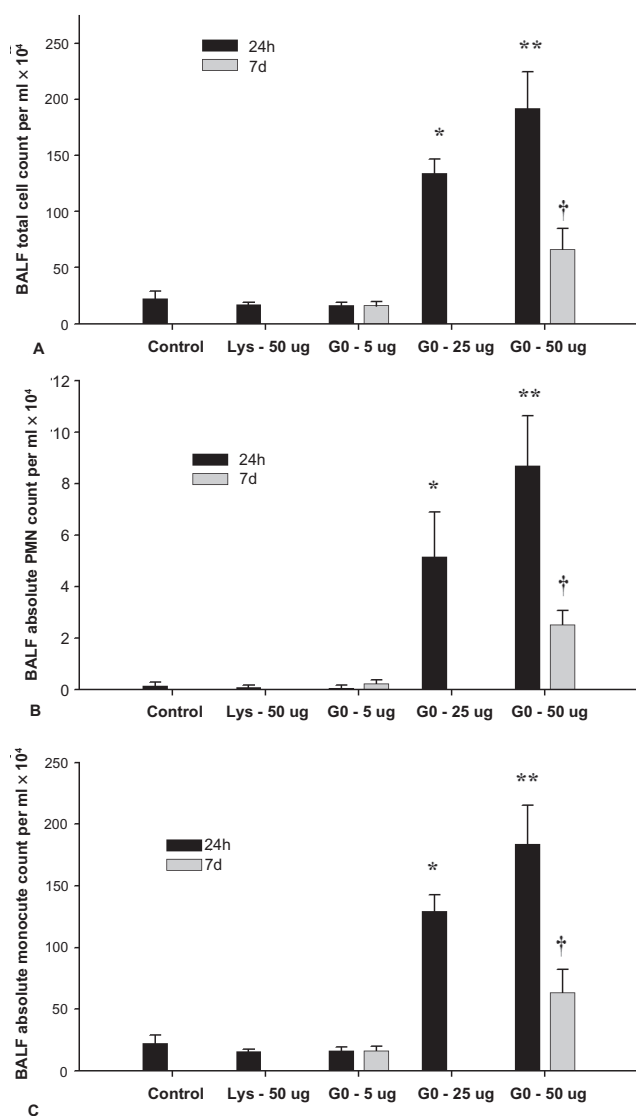 BALF total cell count per ml × 10⁴
250
200
150
100
50
0
24h
7d
*
**
†
A
Control
Lys - 50 ug
G0 - 5 ug
G0 - 25 ug
G0 - 50 ug
BALF absolute PMN count per ml × 10⁴
12
10
8
6
4
2
0
24h
7d
*
**
†
B
Control
Lys - 50 ug
G0 - 5 ug
G0 - 25 ug
G0 - 50 ug
BALF absolute monocute count per ml × 10⁴
250
200
150
100
50
0
24h
7d
*
**
†
C
Control
Lys - 50 ug
G0 - 5 ug
G0 - 25 ug
G0 - 50 ug